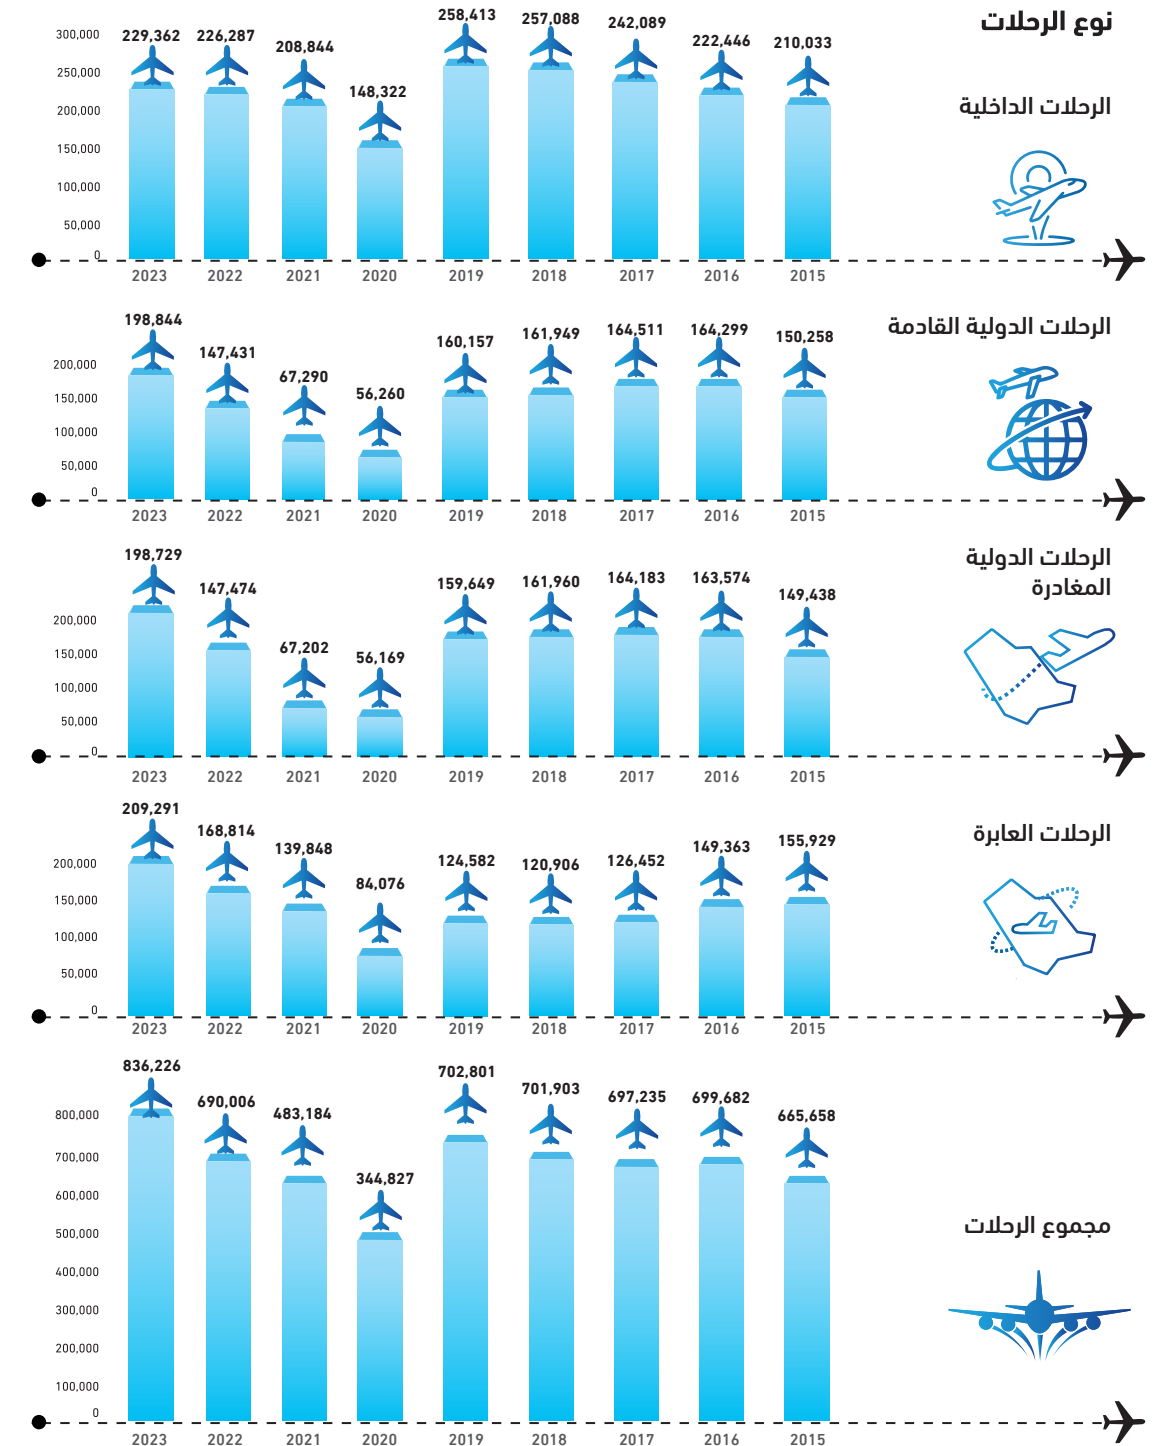 نوع الرحلات
الرحلات الداخلية
300,000
250,000
200,000
150,000
100,000
50,000
0
229,362 226,287 208,844 148,322 258,413 257,088 242,089 222,446 210,033
2023 2022 2021 2020 2019 2018 2017 2016 2015
الرحلات الدولية القادمة
200,000
150,000
100,000
50,000
0
198,844 147,431 67,290 56,260 160,157 161,949 164,511 164,299 150,258
2023 2022 2021 2020 2019 2018 2017 2016 2015
الرحلات الدولية
المغادرة
200,000
150,000
100,000
50,000
0
198,729 147,474 67,202 56,169 159,649 161,960 164,183 163,574 149,438
2023 2022 2021 2020 2019 2018 2017 2016 2015
الرحلات العابرة
200,000
150,000
100,000
50,000
0
209,291 168,814 139,848 84,076 124,582 120,906 126,452 149,363 155,929
2023 2022 2021 2020 2019 2018 2017 2016 2015
مجموع الرحلات
800,000
700,000
600,000
500,000
400,000
300,000
200,000
100,000
0
836,226 690,006 483,184 344,827 702,801 701,903 697,235 699,682 665,658
2023 2022 2021 2020 2019 2018 2017 2016 2015